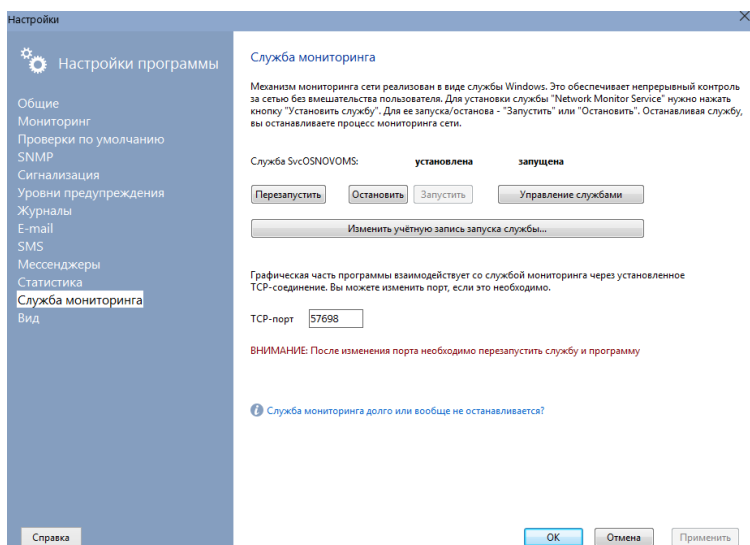 Настройки
Настройки программы
Общие
Мониторинг
Проверки по умолчанию
SNMP
Сигнализация
Уровни предупреждения
Журналы
E-mail
SMS
Мессенджеры
Статистика
Служба мониторинга
Вид
Справка
Служба мониторинга
Механизм мониторинга сети реализован в виде службы Windows. Это обеспечивает непрерывный контроль
за сетью без вмешательства пользователя. Для установки службы "Network Monitor Service" нужно нажать
кнопку "Установить службу". Для ее запуска/останова - "Запустить" или "Остановить". Останавливая службу,
вы останавливаете процесс мониторинга сети.
Служба SvcOSNOVOMS: установлена запущена
Перезапустить Остановить Запустить Управление службами
Изменить учётную запись запуска службы...
Графическая часть программы взаимодействует со службой мониторинга через установленное
TCP-соединение. Вы можете изменить порт, если это необходимо.
TCP-порт 57698
ВНИМАНИЕ: После изменения порта необходимо перезапустить службу и программу
Служба мониторинга долго или вообще не останавливается?
OK Отмена Применить